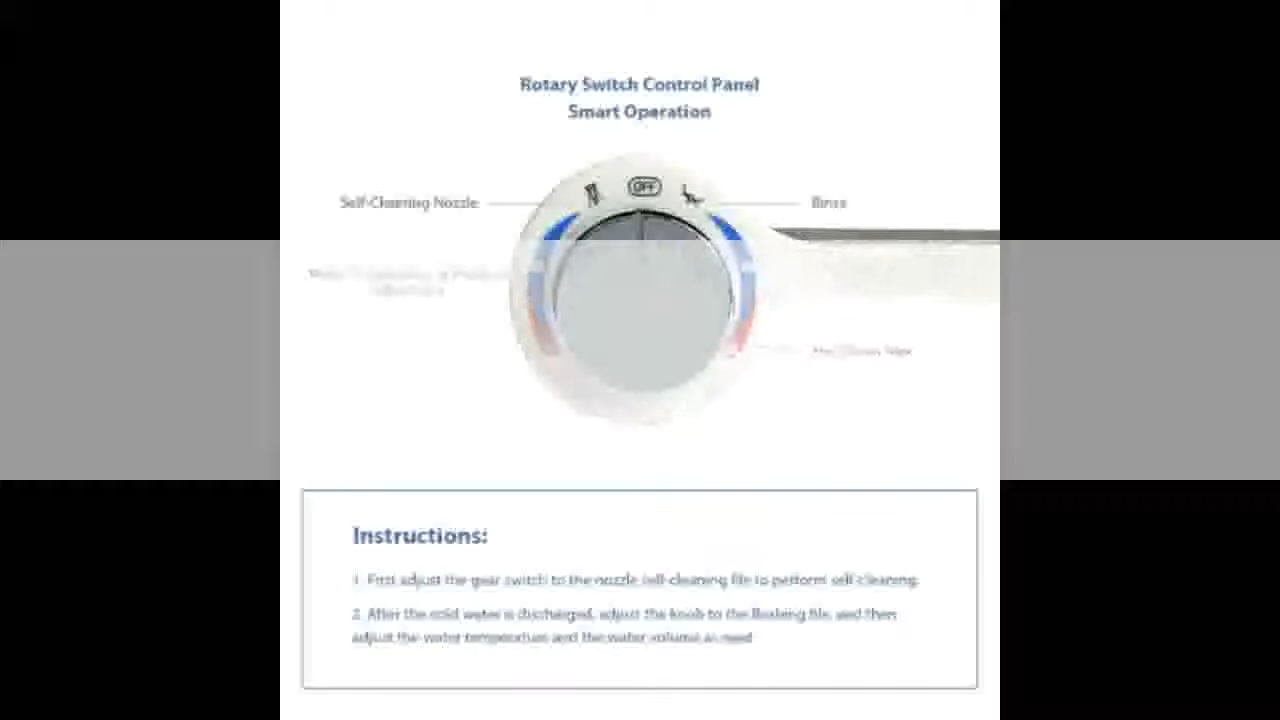 Rotary Switch Control Panel
Smart Operation
OFF
Self-Cleaning Nozzle
Rinse
Instructions:
1. First adjust the gear switch to the nozzle self-cleaning file to perform self-cleaning.
2. After the cold water is discharged, adjust the knob to the flushing file, and then
adjust the water temperature and the water volume as need